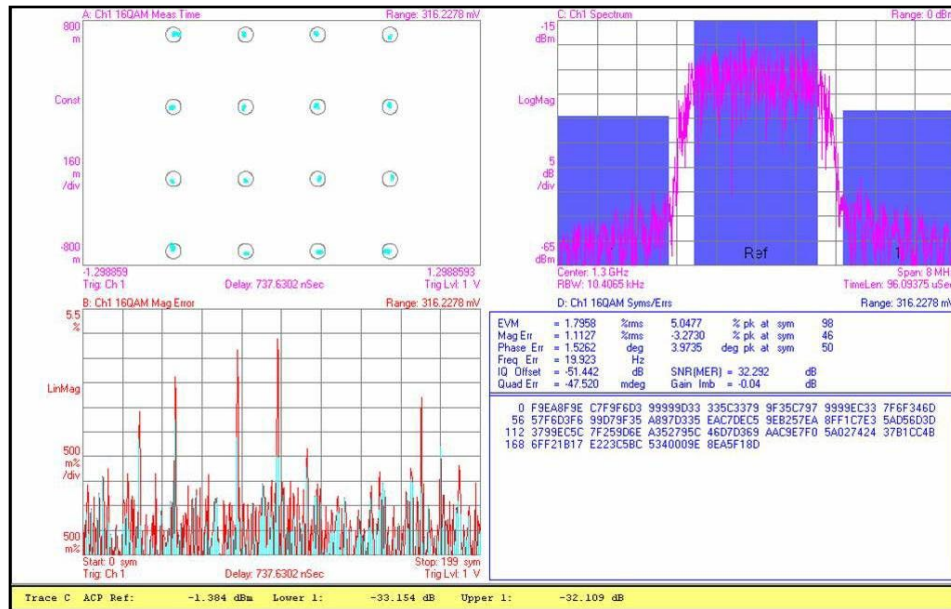 A: Ch1 16QAM Meas Time Range: 316.2278 mV
800
m
Const
160
m
/div
-800
m
-1.298859 1.2988593
Trig: Ch 1 Delay: 737.6302 nSec Trig Lvl: 1 V
C: Ch1 Spectrum Range: 0 dBm
-15
dBm
LogMag
5
dB
/div
-65
dBm
Ref
1
Center: 1.3 GHz Span: 8 MHz
RBW: 10.4065 kHz TimeLen: 96.09375 uSec
B: Ch1 16QAM Mag Error Range: 316.2278 mV
5.5
%
LinMag
500
m%
/div
500
m%
Start: 0 sym Stop: 199 sym
Trig: Ch 1 Delay: 737.6302 nSec Trig Lvl: 1 V
D: Ch1 16QAM Syms/Errs Range: 316.2278 mV
EVM = 1.7958 %rms 5.0477 % pk at sym 98
Mag Err = 1.1127 %rms -3.2730 % pk at sym 46
Phase Err = 1.5262 deg 3.9735 deg pk at sym 50
Freq Err = 19.923 Hz
IQ Offset = -51.442 dB SNR(MER) = 32.292 dB
Quad Err = -47.520 mdeg Gain Imb = -0.04 dB
0 F9EA8F9E C7F9F6D3 99999D33 335C3379 9F35C797 9999EC33 7F6F346D
56 57F6D3F6 99D79F35 A897D335 EAC7DEC5 9EB257EA 8FF1C7E3 5AD56D3D
112 3799EC5C 7F259D6E A352795C 46D7D369 AAC9E7F0 5A027424 37B1CC4B
168 6FF21B17 E223C5BC 5340009E 8EA5F18D
Trace C ACP Ref: -1.384 dBm Lower 1: -33.154 dB Upper 1: -32.109 dB